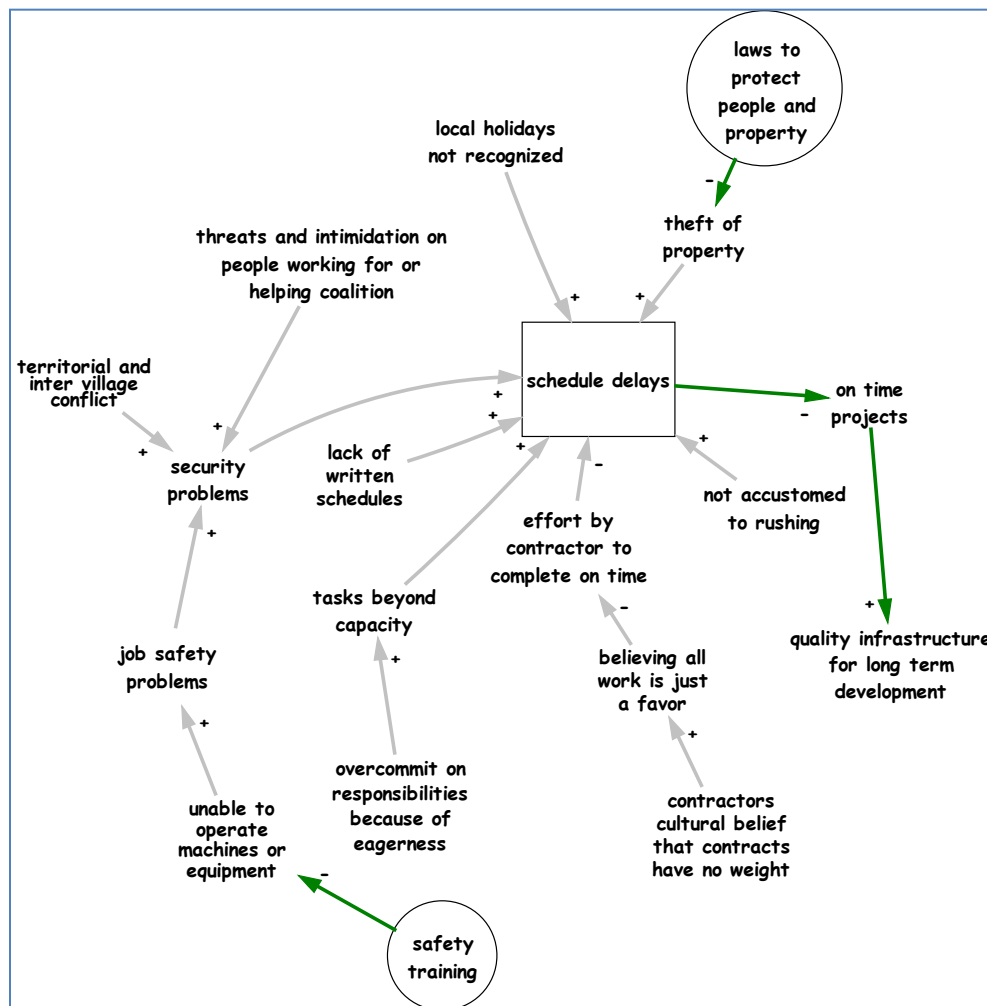 laws to
protect
people and
property
local holidays
not recognized
-
theft of
property
threats and intimidation on
people working for or
helping coalition
+
+
territorial and
inter village
conflict
schedule delays
on time
projects
+
+
-
+
+
security
problems
lack of
written
schedules
+
-
+
not accustomed
to rushing
effort by
contractor to
complete on time
+
tasks beyond
capacity
-
+
quality infrastructure
for long term
development
job safety
problems
+
believing all
work is just
a favor
+
+
overcommit on
responsibilities
because of
eagerness
contractors
cultural belief
that contracts
have no weight
unable to
operate
machines or
equipment
-
safety
training